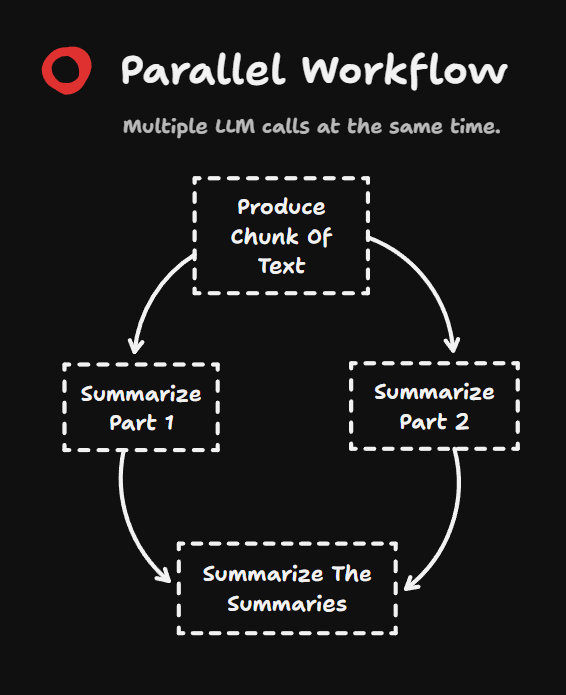 Parallel Workflow
Multiple LLM calls at the same time.
Produce
Chunk Of
Text
Summarize
Part 1
Summarize
Part 2
Summarize The
Summaries